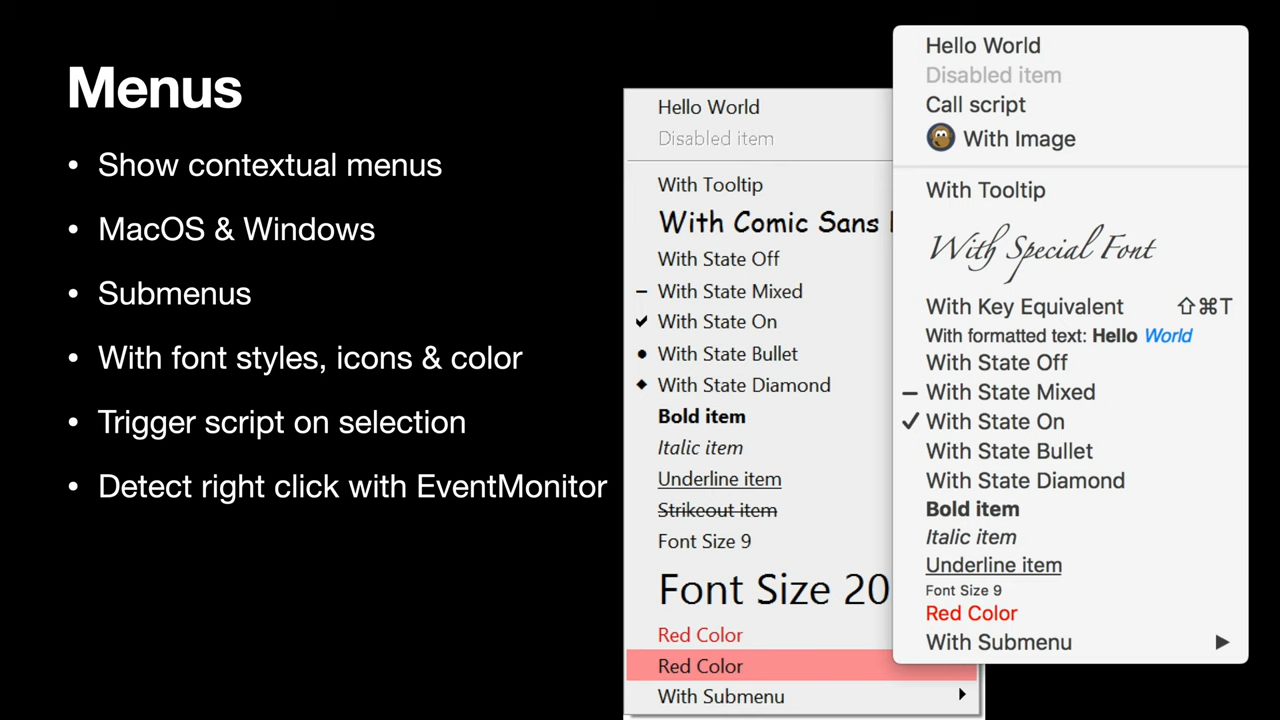 Menus
• Show contextual menus
• MacOS & Windows
• Submenus
• With font styles, icons & color
• Trigger script on selection
• Detect right click with EventMonitor
Hello World
Disabled item
With Tooltip
With Comic Sans
With State Off
With State Mixed
With State On
With State Bullet
With State Diamond
Bold item
Italic item
Underline item
Strikeout item
Font Size 9
Font Size 20
Red Color
Red Color
With Submenu
Hello World
Disabled item
Call script
With Image
With Tooltip
With Special Font
With Key Equivalent ⇧⌘T
With formatted text: Hello World
With State Off
With State Mixed
With State On
With State Bullet
With State Diamond
Bold item
Italic item
Underline item
Font Size 9
Red Color
With Submenu